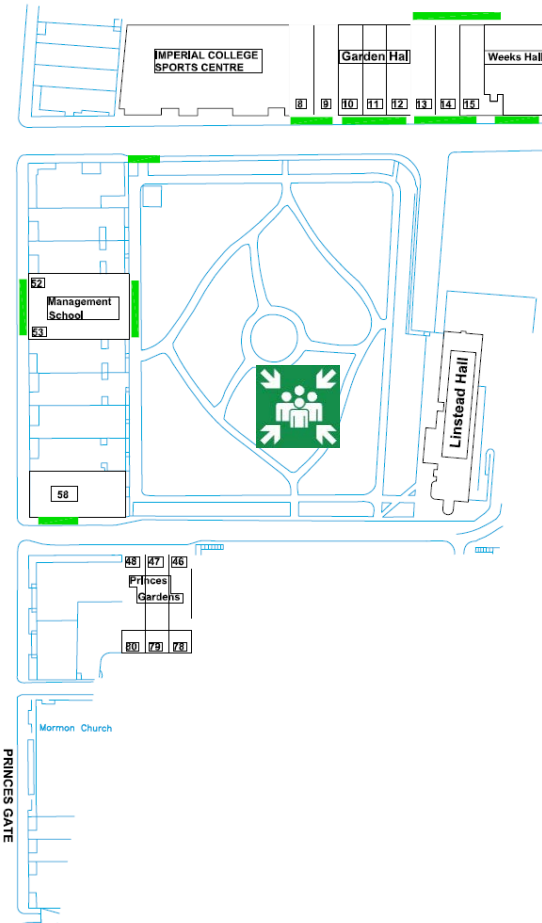 IMPERIAL COLLEGE
SPORTS CENTRE
Garden Hal
Weeks Hall
8
9
10
11
12
13
14
15
52
Management
School
53
Linstead Hall
58
48
47
46
Princes
Gardens
80
79
78
Mormon Church
PRINCES GATE